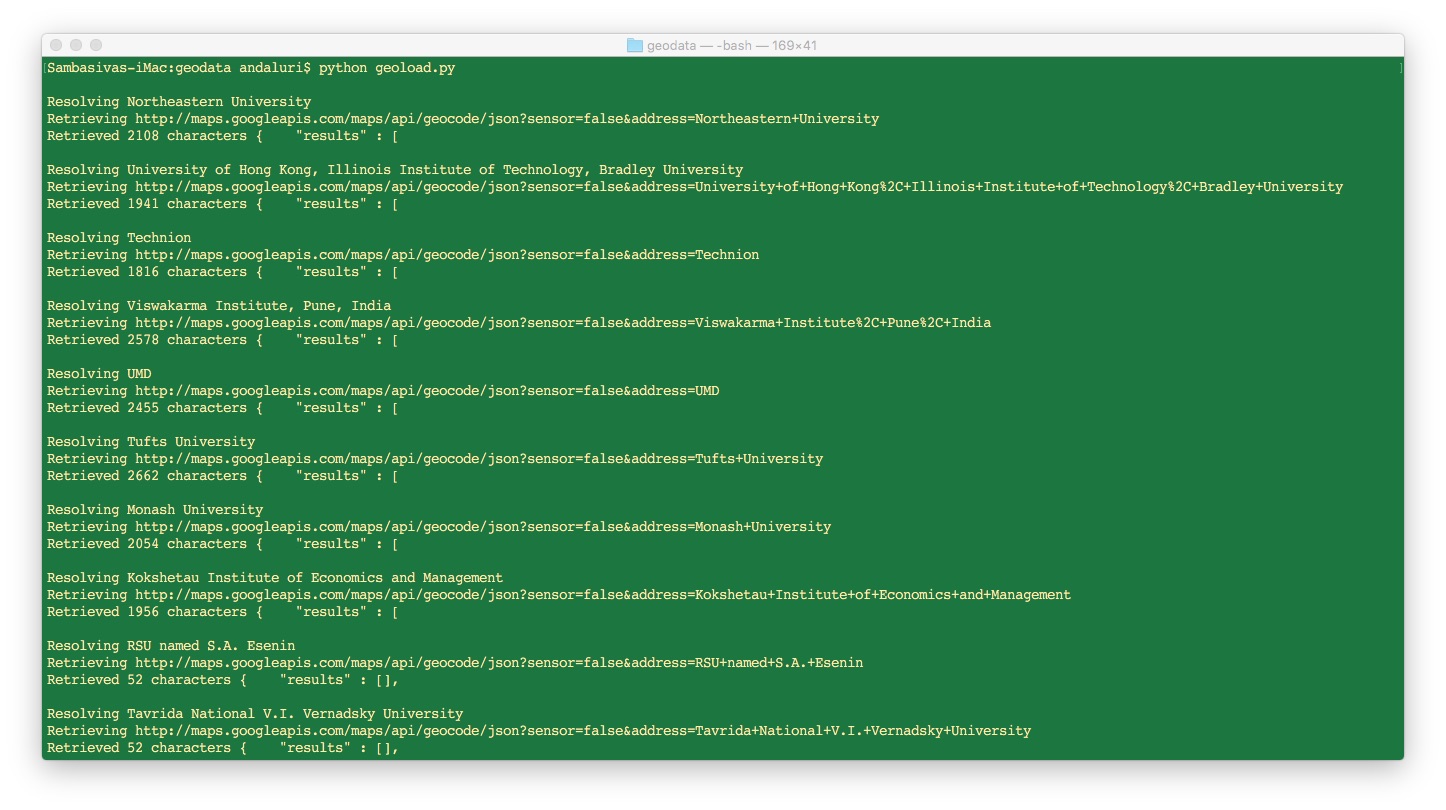 geodata — -bash — 169×41
Sambasivas-iMac:geodata andaluri$ python geoload.py
Resolving Northeastern University
Retrieving http://maps.googleapis.com/maps/api/geocode/json?sensor=false&address=Northeastern+University
Retrieved 2108 characters {    "results" : [
Resolving University of Hong Kong, Illinois Institute of Technology, Bradley University
Retrieving http://maps.googleapis.com/maps/api/geocode/json?sensor=false&address=University+of+Hong+Kong%2C+Illinois+Institute+of+Technology%2C+Bradley+University
Retrieved 1941 characters {    "results" : [
Resolving Technion
Retrieving http://maps.googleapis.com/maps/api/geocode/json?sensor=false&address=Technion
Retrieved 1816 characters {    "results" : [
Resolving Viswakarma Institute, Pune, India
Retrieving http://maps.googleapis.com/maps/api/geocode/json?sensor=false&address=Viswakarma+Institute%2C+Pune%2C+India
Retrieved 2578 characters {    "results" : [
Resolving UMD
Retrieving http://maps.googleapis.com/maps/api/geocode/json?sensor=false&address=UMD
Retrieved 2455 characters {    "results" : [
Resolving Tufts University
Retrieving http://maps.googleapis.com/maps/api/geocode/json?sensor=false&address=Tufts+University
Retrieved 2662 characters {    "results" : [
Resolving Monash University
Retrieving http://maps.googleapis.com/maps/api/geocode/json?sensor=false&address=Monash+University
Retrieved 2054 characters {    "results" : [
Resolving Kokshetau Institute of Economics and Management
Retrieving http://maps.googleapis.com/maps/api/geocode/json?sensor=false&address=Kokshetau+Institute+of+Economics+and+Management
Retrieved 1956 characters {    "results" : [
Resolving RSU named S.A. Esenin
Retrieving http://maps.googleapis.com/maps/api/geocode/json?sensor=false&address=RSU+named+S.A.+Esenin
Retrieved 52 characters {    "results" : [],
Resolving Tavrida National V.I. Vernadsky University
Retrieving http://maps.googleapis.com/maps/api/geocode/json?sensor=false&address=Tavrida+National+V.I.+Vernadsky+University
Retrieved 52 characters {    "results" : [],